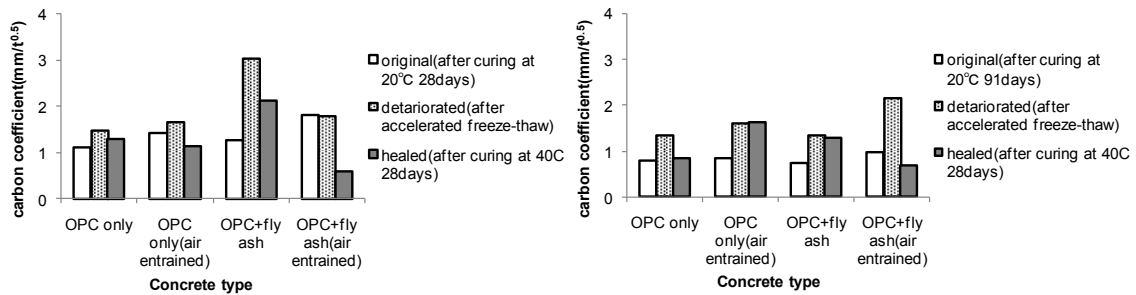 carbon coefficient(mm/t^0.5)
4
3
2
1
0
OPC only
OPC
only(air
entrained)
OPC+fly
ash
OPC+fly
ash(air
entrained)
Concrete type
original(after curing at
20℃ 28days)
detariorated(after
accelerated freeze-thaw)
healed(after curing at 40C
28days)
carbon coefficient(mm/t^0.5)
4
3
2
1
0
OPC only
OPC
only(air
entrained)
OPC+fly
ash
OPC+fly
ash(air entrained)
Concrete type
original(after curing at
20℃ 91days)
detariorated(after
accelerated freeze-thaw)
healed(after curing at 40C
28days)